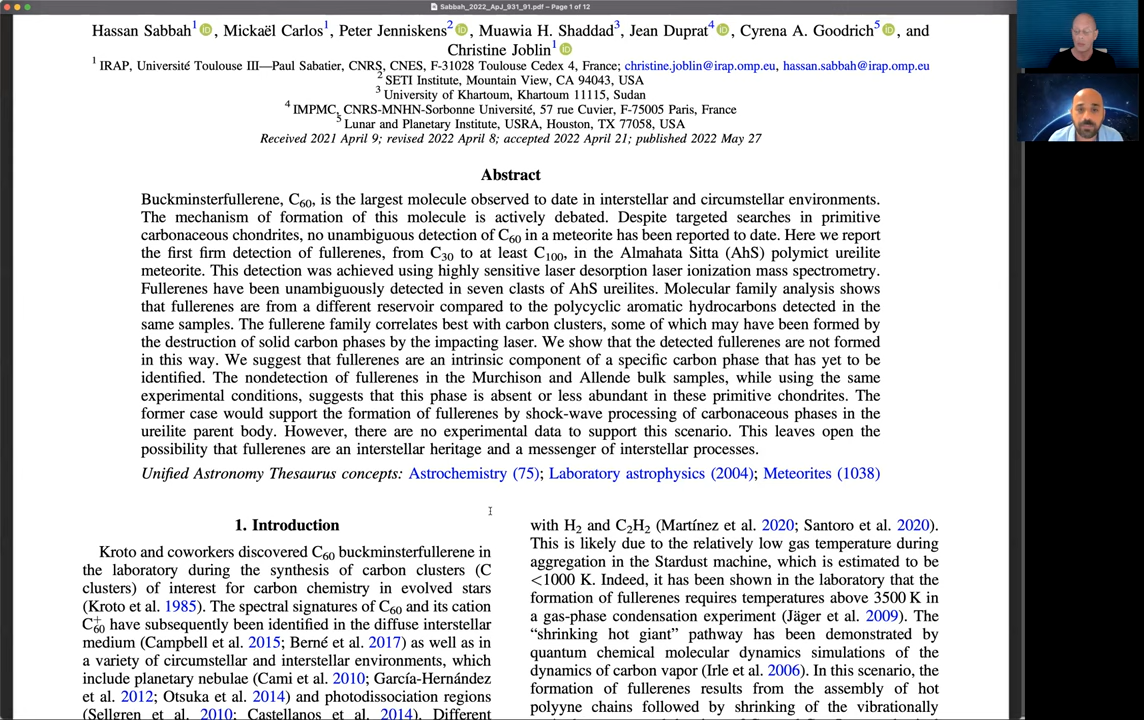 Sabbah_2022_ApJ_931_91.pdf – Page 1 of 12
Hassan Sabbah1 iD, Mickaël Carlos1, Peter Jenniskens2 iD, Muawia H. Shaddad3, Jean Duprat4 iD, Cyrena A. Goodrich5 iD, and
Christine Joblin1 iD
1 IRAP, Université Toulouse III—Paul Sabatier, CNRS, CNES, F-31028 Toulouse Cedex 4, France; christine.joblin@irap.omp.eu, hassan.sabbah@irap.omp.eu
2 SETI Institute, Mountain View, CA 94043, USA
3 University of Khartoum, Khartoum 11115, Sudan
4 IMPMC, CNRS-MNHN-Sorbonne Université, 57 rue Cuvier, F-75005 Paris, France
5 Lunar and Planetary Institute, USRA, Houston, TX 77058, USA
Received 2021 April 9; revised 2022 April 8; accepted 2022 April 21; published 2022 May 27
Abstract
Buckminsterfullerene, C60, is the largest molecule observed to date in interstellar and circumstellar environments.
The mechanism of formation of this molecule is actively debated. Despite targeted searches in primitive
carbonaceous chondrites, no unambiguous detection of C60 in a meteorite has been reported to date. Here we report
the first firm detection of fullerenes, from C30 to at least C100, in the Almahata Sitta (AhS) polymict ureilite
meteorite. This detection was achieved using highly sensitive laser desorption laser ionization mass spectrometry.
Fullerenes have been unambiguously detected in seven clasts of AhS ureilites. Molecular family analysis shows
that fullerenes are from a different reservoir compared to the polycyclic aromatic hydrocarbons detected in the
same samples. The fullerene family correlates best with carbon clusters, some of which may have been formed by
the destruction of solid carbon phases by the impacting laser. We show that the detected fullerenes are not formed
in this way. We suggest that fullerenes are an intrinsic component of a specific carbon phase that has yet to be
identified. The nondetection of fullerenes in the Murchison and Allende bulk samples, while using the same
experimental conditions, suggests that this phase is absent or less abundant in these primitive chondrites. The
former case would support the formation of fullerenes by shock-wave processing of carbonaceous phases in the
ureilite parent body. However, there are no experimental data to support this scenario. This leaves open the
possibility that fullerenes are an interstellar heritage and a messenger of interstellar processes.
Unified Astronomy Thesaurus concepts: Astrochemistry (75); Laboratory astrophysics (2004); Meteorites (1038)
1. Introduction
Kroto and coworkers discovered C60 buckminsterfullerene in
the laboratory during the synthesis of carbon clusters (C
clusters) of interest for carbon chemistry in evolved stars
(Kroto et al. 1985). The spectral signatures of C60 and its cation
C60+ have subsequently been identified in the diffuse interstellar
medium (Campbell et al. 2015; Berné et al. 2017) as well as in
a variety of circumstellar and interstellar environments, which
include planetary nebulae (Cami et al. 2010; García-Hernández
et al. 2012; Otsuka et al. 2014) and photodissociation regions
(Sellgren et al. 2010; Castellanos et al. 2014). Different
with H2 and C2H2 (Martínez et al. 2020; Santoro et al. 2020).
This is likely due to the relatively low gas temperature during
aggregation in the Stardust machine, which is estimated to be
<1000 K. Indeed, it has been shown in the laboratory that the
formation of fullerenes requires temperatures above 3500 K in
a gas-phase condensation experiment (Jäger et al. 2009). The
“shrinking hot giant” pathway has been demonstrated by
quantum chemical molecular dynamics simulations of the
dynamics of carbon vapor (Irle et al. 2006). In this scenario, the
formation of fullerenes results from the assembly of hot
polyyne chains followed by shrinking of the vibrationally